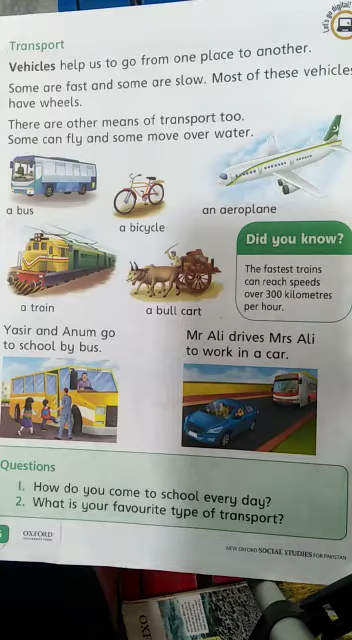 Let's go digital!
Transport
Vehicles help us to go from one place to another.
Some are fast and some are slow. Most of these vehicles
have wheels.
There are other means of transport too.
Some can fly and some move over water.
a bus
a bicycle
an aeroplane
Did you know?
The fastest trains
can reach speeds
over 300 kilometres
per hour.
a train
a bull cart
Yasir and Anum go
to school by bus.
Mr Ali drives Mrs Ali
to work in a car.
Questions
1. How do you come to school every day?
2. What is your favourite type of transport?
OXFORD
UNIVERSITY PRESS
NEW OXFORD SOCIAL STUDIES FOR PAKISTAN